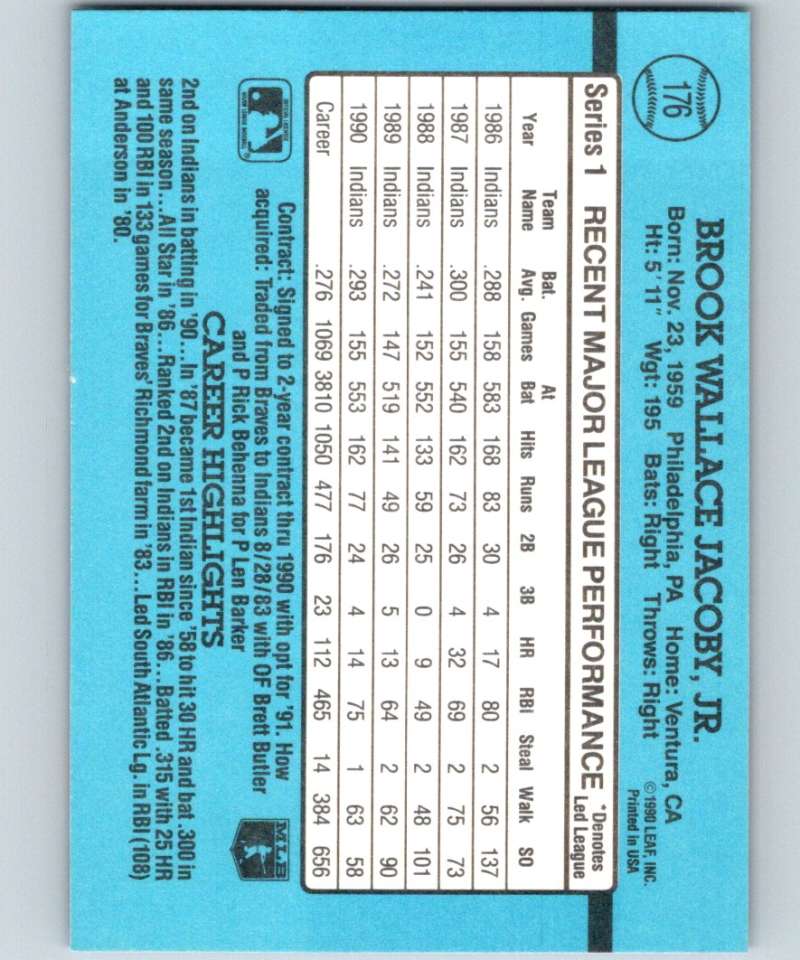 176
BROOK WALLACE JACOBY, JR.
Born: Nov. 23, 1959 Philadelphia, PA Home: Ventura, CA
Ht: 5' 11" Wgt: 195 Bats: Right Throws: Right
©1990 LEAF, INC.
Printed in USA
Series 1 RECENT MAJOR LEAGUE PERFORMANCE *Denotes Led League
Year Team Name Bat. Avg. Games At Bat Hits Runs 2B 3B HR RBI Steal Walk SO
1986 Indians .288 158 583 168 83 30 4 17 80 2 56 137
1987 Indians .300 155 540 162 73 26 4 32 69 2 75 73
1988 Indians .241 152 552 133 59 25 0 9 49 2 48 101
1989 Indians .272 147 519 141 49 26 5 13 64 2 62 90
1990 Indians .293 155 553 162 77 24 4 14 75 1 63 58
Career .276 1069 3810 1050 477 176 23 112 465 14 384 656
Contract: Signed to 2-year contract thru 1990 with opt for '91. How
acquired: Traded from Braves to Indians 8/28/83 with OF Brett Butler
and P Rick Behenna for P Len Barker
MLB
CAREER HIGHLIGHTS
2nd on Indians in batting in '90...In '87 became 1st Indian since '58 to hit 30 HR and bat .300 in
same season...All Star in '86...Ranked 2nd on Indians in RBI in '86...Batted .315 with 25 HR
and 100 RBI in 133 games for Braves' Richmond farm in '83...Led South Atlantic Lg. in RBI (108)
at Anderson in '80.